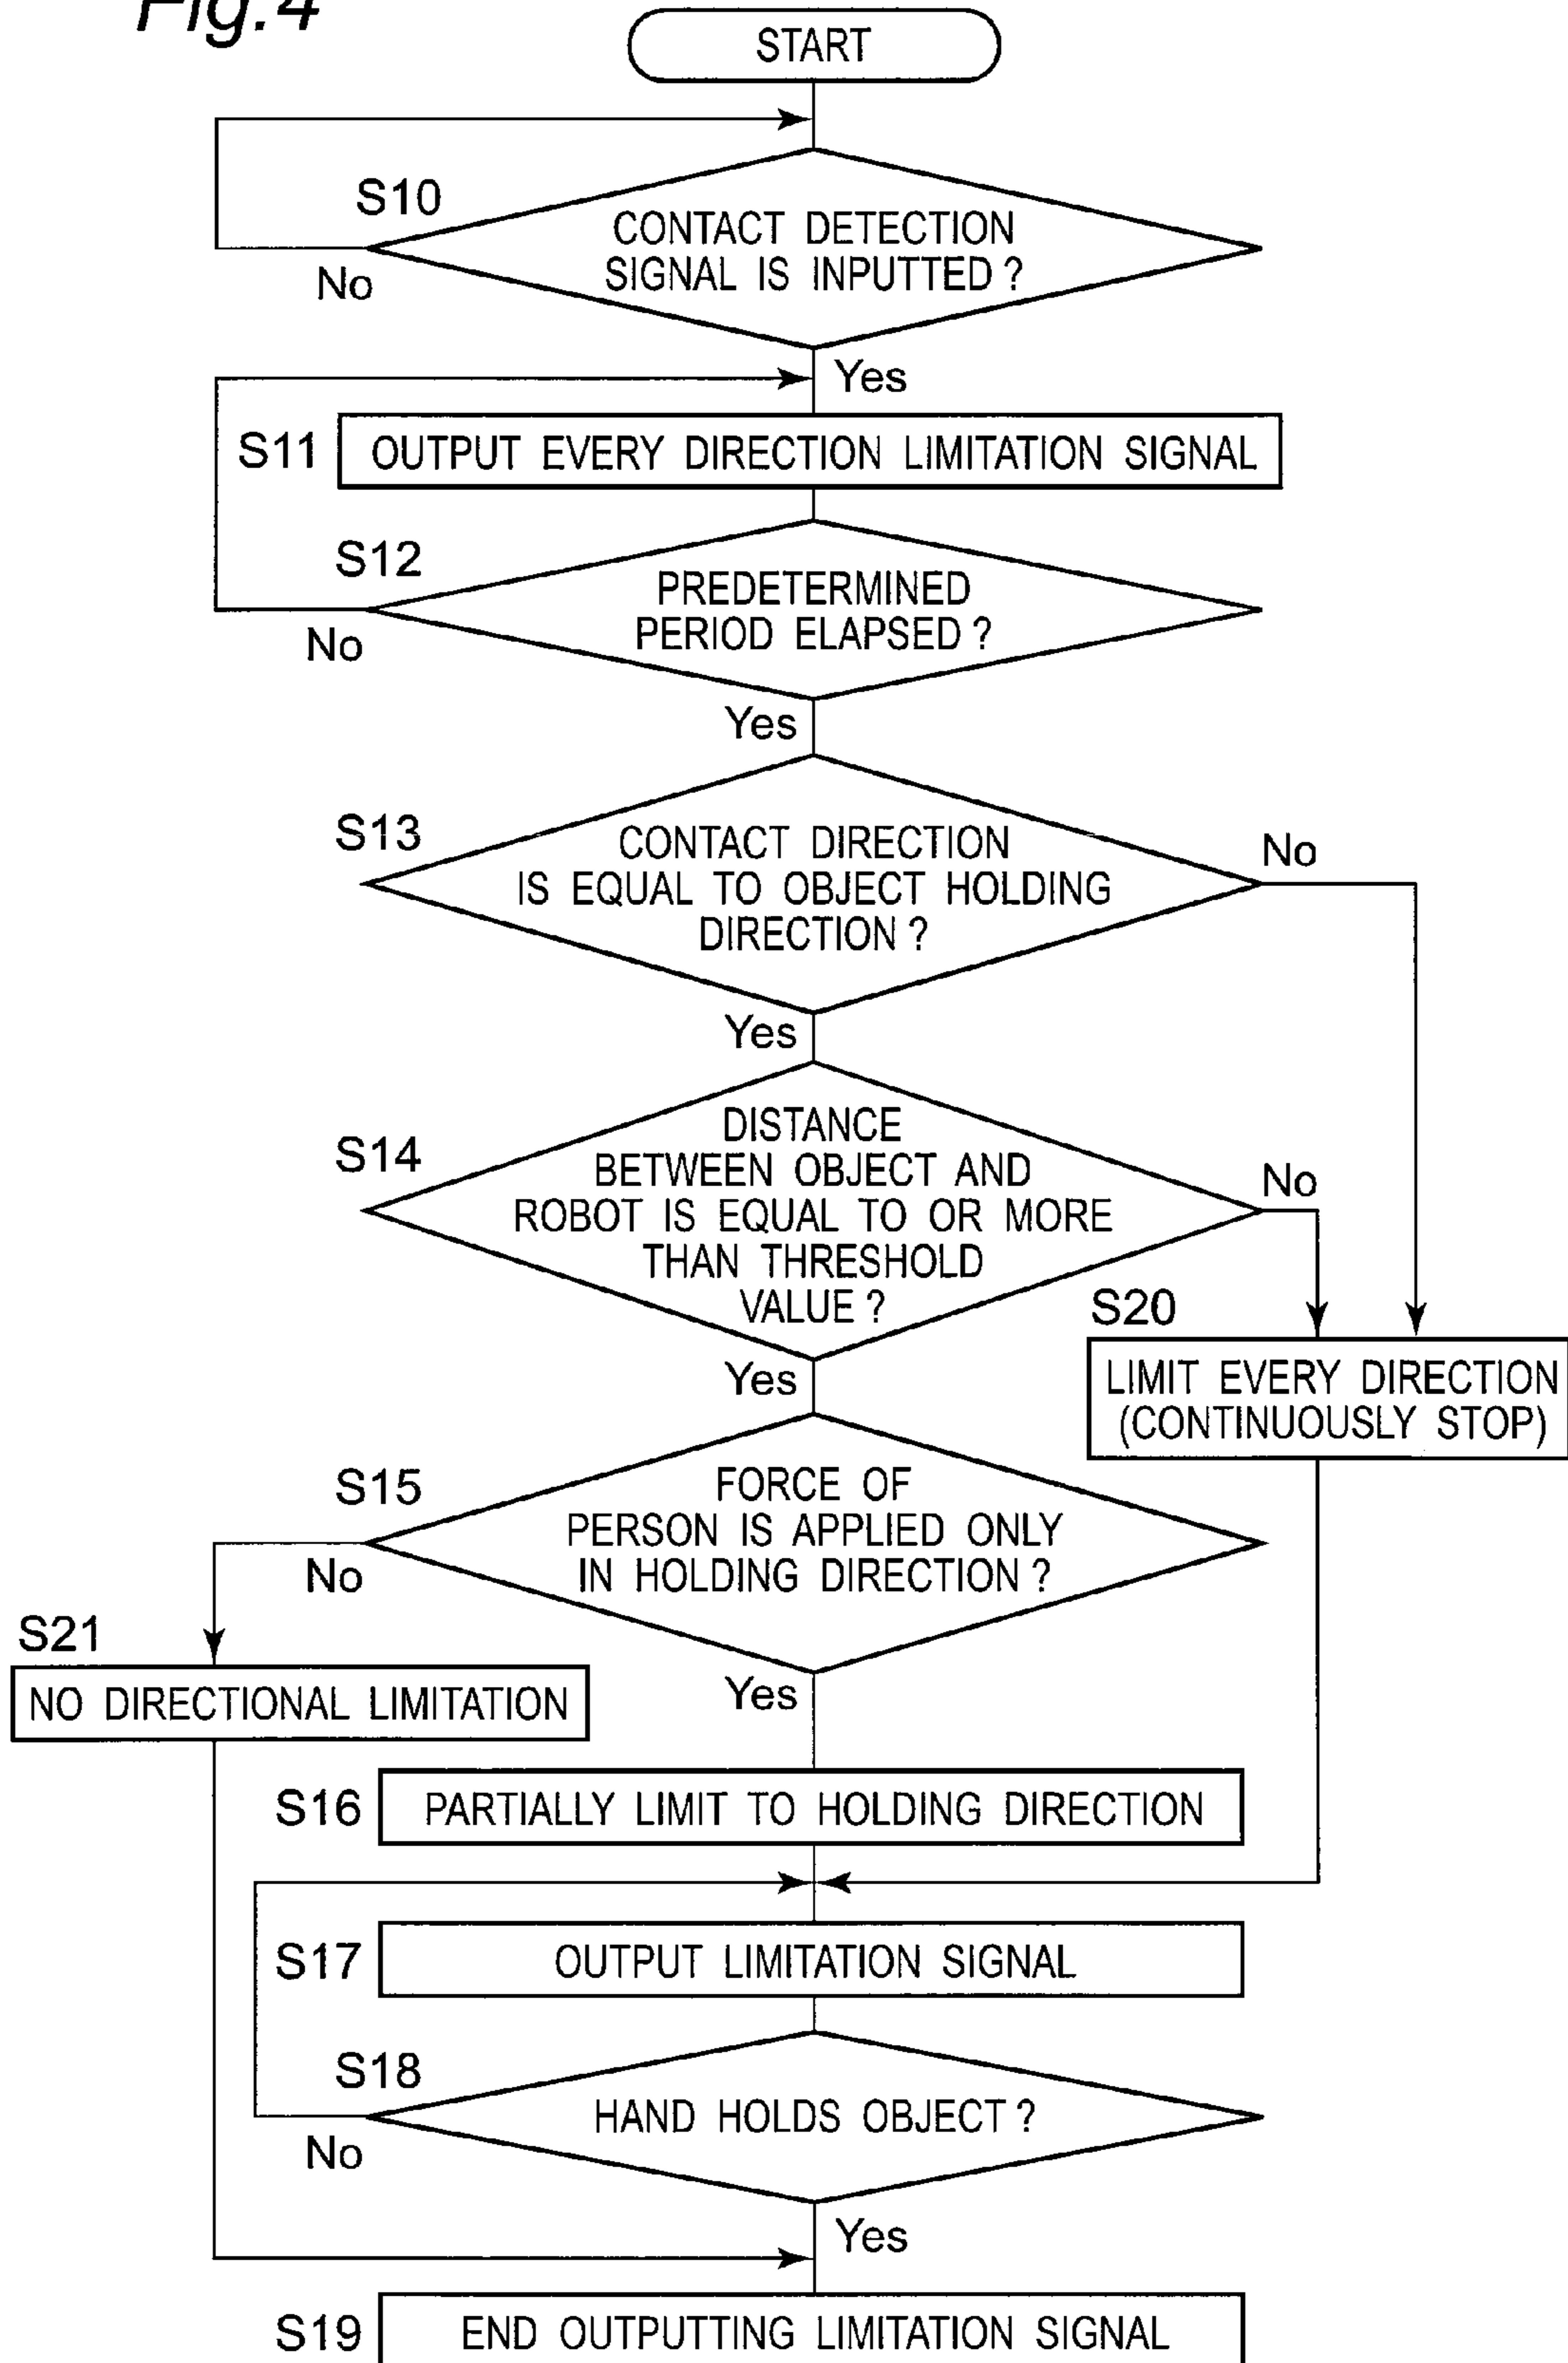 Fig.4
START
S10
CONTACT DETECTION
SIGNAL IS INPUTTED ?
No
Yes
S11
OUTPUT EVERY DIRECTION LIMITATION SIGNAL
S12
PREDETERMINED
PERIOD ELAPSED ?
No
Yes
S13
CONTACT DIRECTION
IS EQUAL TO OBJECT HOLDING
DIRECTION ?
No
Yes
S14
DISTANCE
BETWEEN OBJECT AND
ROBOT IS EQUAL TO OR MORE
THAN THRESHOLD
VALUE ?
No
Yes
S20
LIMIT EVERY DIRECTION
(CONTINUOUSLY STOP)
S15
FORCE OF
PERSON IS APPLIED ONLY
IN HOLDING DIRECTION ?
No
Yes
S21
NO DIRECTIONAL LIMITATION
S16
PARTIALLY LIMIT TO HOLDING DIRECTION
S17
OUTPUT LIMITATION SIGNAL
S18
HAND HOLDS OBJECT ?
No
Yes
S19
END OUTPUTTING LIMITATION SIGNAL